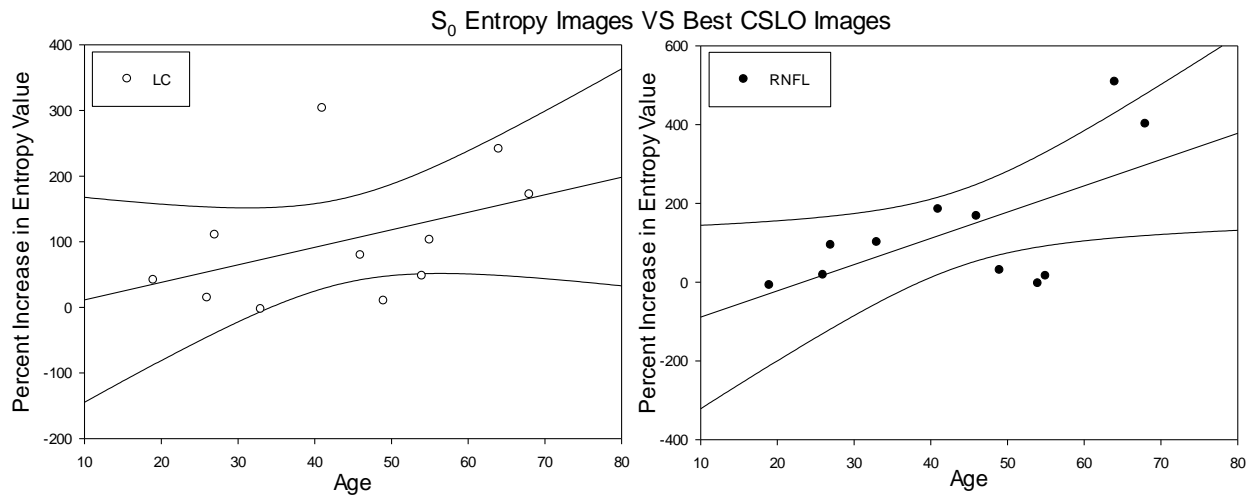 S₀ Entropy Images VS Best CSLO Images
Percent Increase in Entropy Value
400
300
200
100
0
-100
-200
LC
10 20 30 40 50 60 70 80
Age
Percent Increase in Entropy Value
600
400
200
0
-200
-400
RNFL
10 20 30 40 50 60 70 80
Age